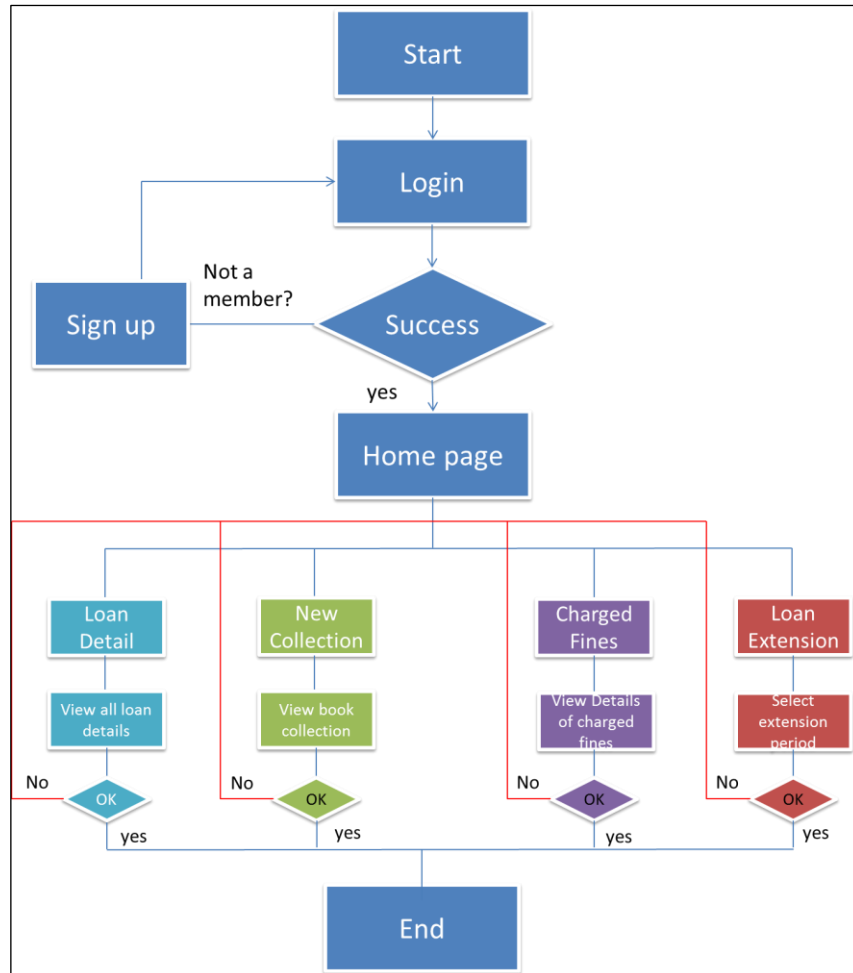 Start
Login
Not a
member?
Sign up
Success
yes
Home page
Loan
Detail
New
Collection
Charged
Fines
Loan
Extension
View all loan
details
View book
collection
View Details
of charged
fines
Select
extension
period
No
OK
yes
No
OK
yes
No
OK
yes
No
OK
yes
End